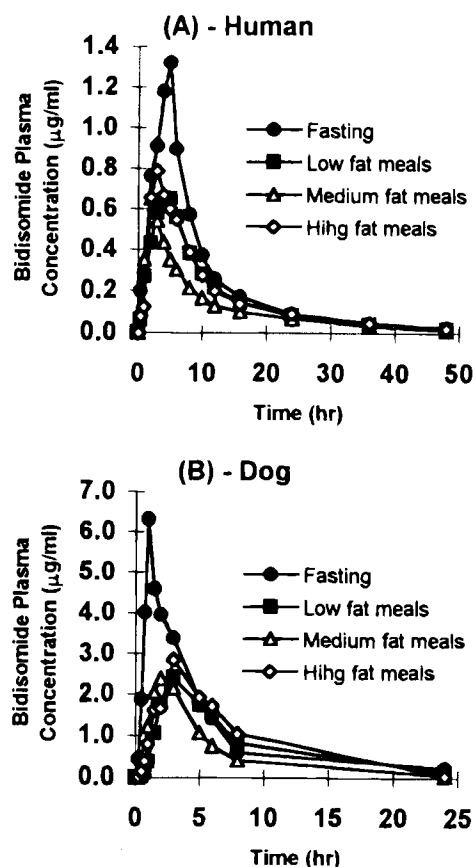 (A) - Human
Bidisomide Plasma
Concentration (μg/ml)
1.4
1.2
1.0
0.8
0.6
0.4
0.2
0.0
Fasting
Low fat meals
Medium fat meals
Hihg fat meals
0 10 20 30 40 50
Time (hr)
(B) - Dog
Bidisomide Plasma
Concentration (μg/ml)
7.0
6.0
5.0
4.0
3.0
2.0
1.0
0.0
Fasting
Low fat meals
Medium fat meals
Hihg fat meals
0 5 10 15 20 25
Time (hr)